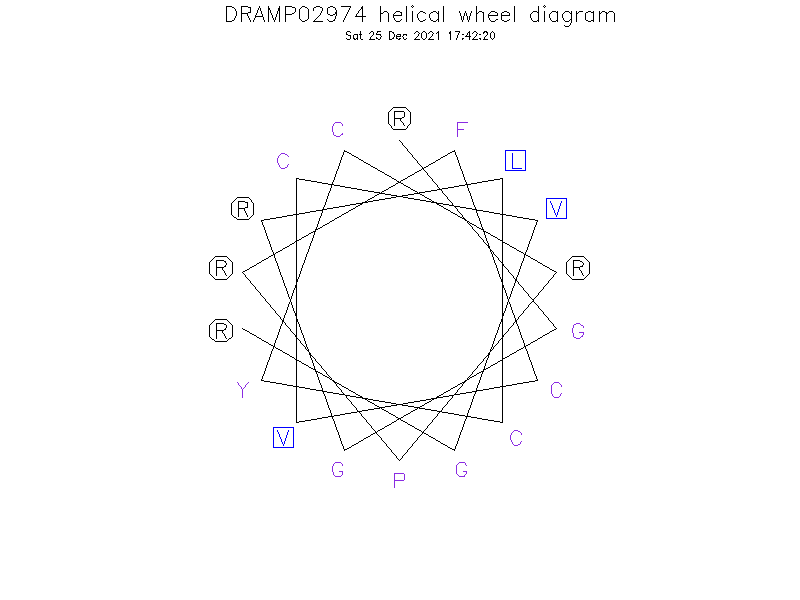 DRAMP02974 helical wheel diagram
Sat 25 Dec 2021 17:42:20
R
C F
C L
R V
R R
R G
Y C
V C
G G
P